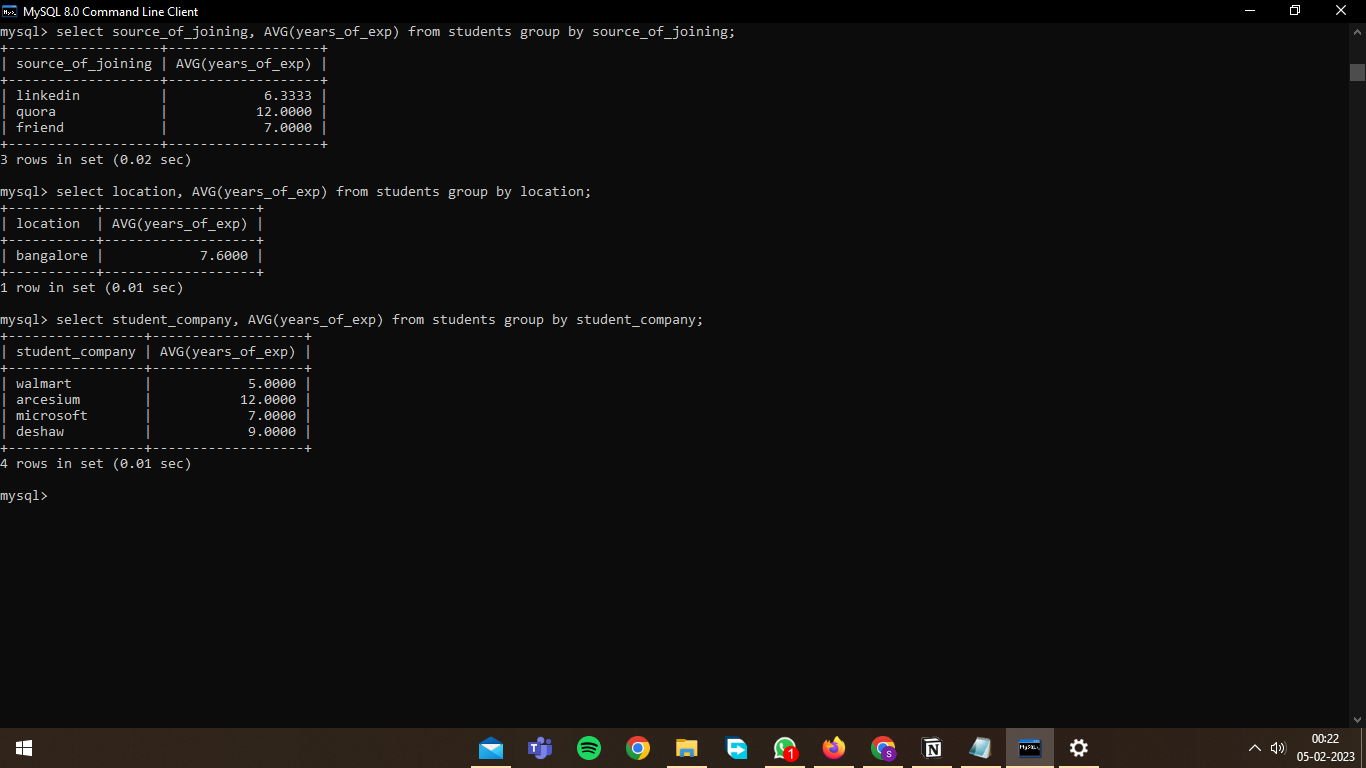 MySQL 8.0 Command Line Client
mysql> select source_of_joining, AVG(years_of_exp) from students group by source_of_joining;
+-------------------+-------------------+
| source_of_joining | AVG(years_of_exp) |
+-------------------+-------------------+
| linkedin          |            6.3333 |
| quora             |           12.0000 |
| friend            |            7.0000 |
+-------------------+-------------------+
3 rows in set (0.02 sec)
mysql> select location, AVG(years_of_exp) from students group by location;
+-----------+-------------------+
| location  | AVG(years_of_exp) |
+-----------+-------------------+
| bangalore |            7.6000 |
+-----------+-------------------+
1 row in set (0.01 sec)
mysql> select student_company, AVG(years_of_exp) from students group by student_company;
+-----------------+-------------------+
| student_company | AVG(years_of_exp) |
+-----------------+-------------------+
| walmart         |            5.0000 |
| arcesium        |           12.0000 |
| microsoft       |            7.0000 |
| deshaw          |            9.0000 |
+-----------------+-------------------+
4 rows in set (0.01 sec)
mysql>
1
S
N
MySQL
00:22
05-02-2023